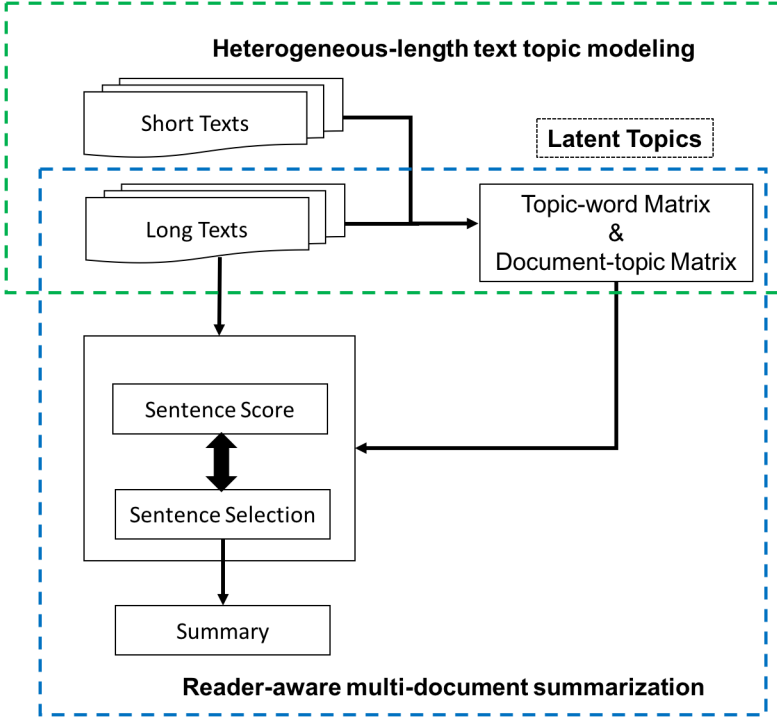 Heterogeneous-length text topic modeling
Short Texts
Latent Topics
Long Texts
Topic-word Matrix
&
Document-topic Matrix
Sentence Score
Sentence Selection
Summary
Reader-aware multi-document summarization